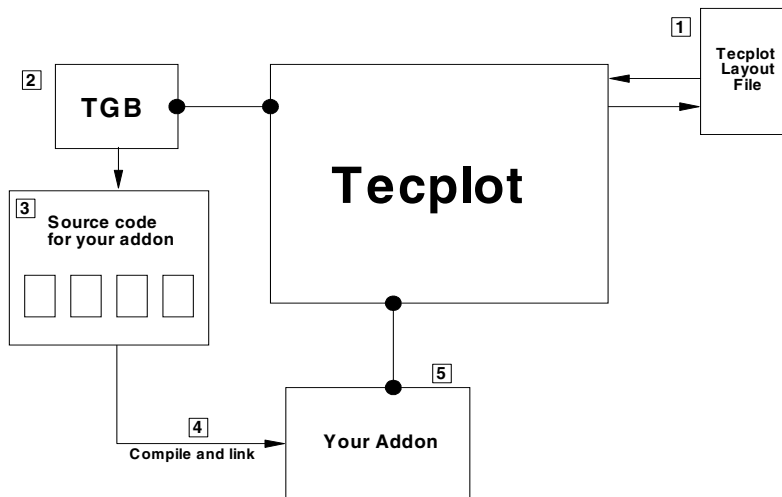 1
Tecplot
Layout
File
2
TGB
Tecplot
3
Source code
for your addon
4
Compile and link
5
Your Addon